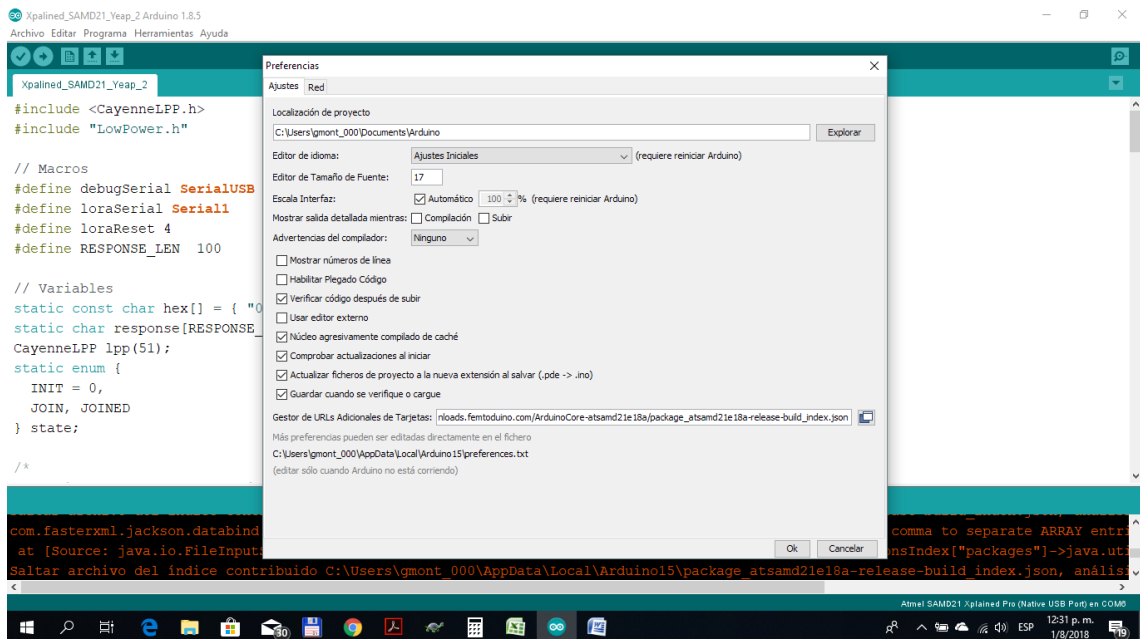 Xpalined_SAMD21_Yeap_2 Arduino 1.8.5
Archivo Editar Programa Herramientas Ayuda
Xpalined_SAMD21_Yeap_2
#include <CayenneLPP.h>
#include "LowPower.h"
// Macros
#define debugSerial SerialUSB
#define loraSerial Serial1
#define loraReset 4
#define RESPONSE_LEN 100
// Variables
static const char hex[] = { "0
static char response[RESPONSE_
CayenneLPP lpp(51);
static enum {
INIT = 0,
JOIN, JOINED
} state;
/*
Preferencias
Ajustes Red
Localización de proyecto
C:\Users\gmont_000\Documents\Arduino Explorar
Editor de idioma: Ajustes Iniciales (requiere reiniciar Arduino)
Editor de Tamaño de Fuente: 17
Escala Interfaz: Automático 100 % (requiere reiniciar Arduino)
Mostrar salida detallada mientras: Compilación Subir
Advertencias del compilador: Ninguno
Mostrar números de línea
Habilitar Plegado Código
Verificar código después de subir
Usar editor externo
Núcleo agresivamente compilado de caché
Comprobar actualizaciones al iniciar
Actualizar ficheros de proyecto a la nueva extensión al salvar (.pde -> .ino)
Guardar cuando se verifique o cargue
Gestor de URLs Adicionales de Tarjetas: nloads.femtoduino.com/ArduinoCore-atsamd21e18a/package_atsamd21e18a-release-build_index.json
Más preferencias pueden ser editadas directamente en el fichero
C:\Users\gmont_000\AppData\Local\Arduino15\preferences.txt
(editar sólo cuando Arduino no está corriendo)
Ok Cancelar
com.fasterxml.jackson.databind comma to separate ARRAY entri
at [Source: java.io.FileInputS onsIndex["packages"]->java.uti
Saltar archivo del índice contribuido C:\Users\gmont_000\AppData\Local\Arduino15\package_atsamd21e18a-release-build_index.json, análisi
Atmel SAMD21 Xplained Pro (Native USB Port) en COM6
30
ESP
12:31 p. m.
1/8/2018
19